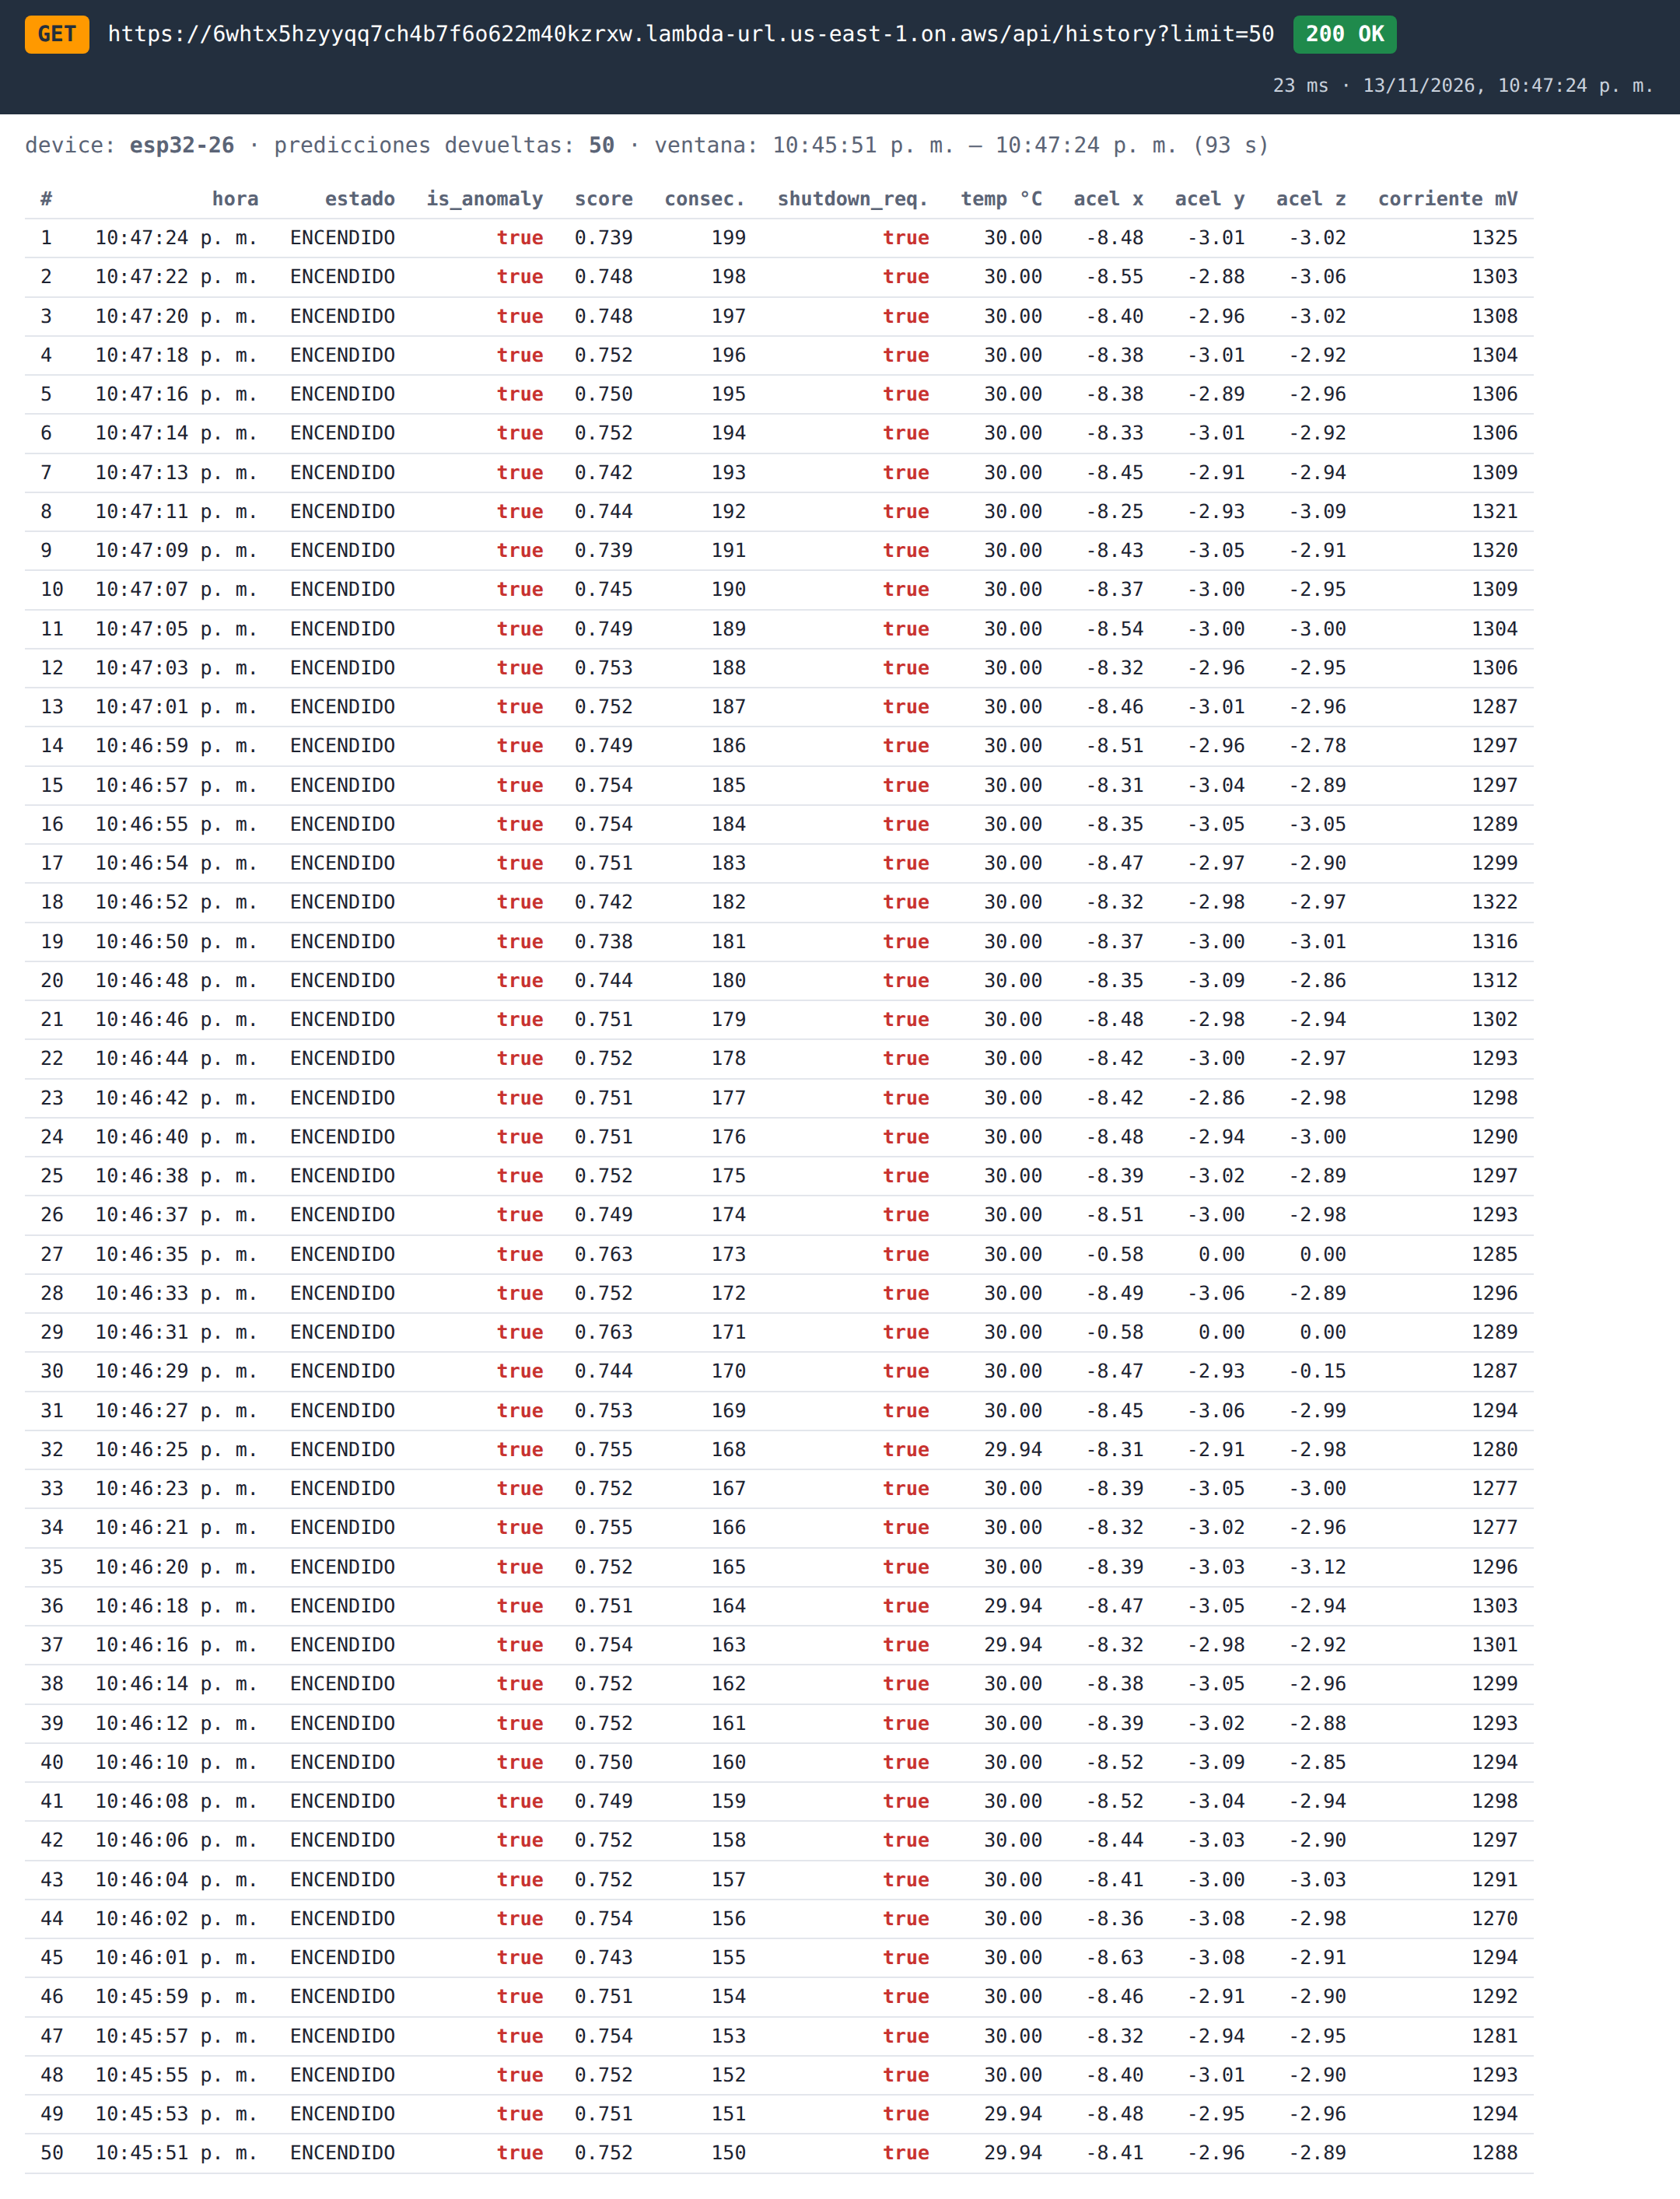 GET https://6whtx5hzyyqq7ch4b7f6o622m40kzrxw.lambda-url.us-east-1.on.aws/api/history?limit=50 200 OK
23 ms · 13/11/2026, 10:47:24 p. m.
device: esp32-26 · predicciones devueltas: 50 · ventana: 10:45:51 p. m. — 10:47:24 p. m. (93 s)
# hora estado is_anomaly score consec. shutdown_req. temp °C acel x acel y acel z corriente mV
1 10:47:24 p. m. ENCENDIDO true 0.739 199 true 30.00 -8.48 -3.01 -3.02 1325
2 10:47:22 p. m. ENCENDIDO true 0.748 198 true 30.00 -8.55 -2.88 -3.06 1303
3 10:47:20 p. m. ENCENDIDO true 0.748 197 true 30.00 -8.40 -2.96 -3.02 1308
4 10:47:18 p. m. ENCENDIDO true 0.752 196 true 30.00 -8.38 -3.01 -2.92 1304
5 10:47:16 p. m. ENCENDIDO true 0.750 195 true 30.00 -8.38 -2.89 -2.96 1306
6 10:47:14 p. m. ENCENDIDO true 0.752 194 true 30.00 -8.33 -3.01 -2.92 1306
7 10:47:13 p. m. ENCENDIDO true 0.742 193 true 30.00 -8.45 -2.91 -2.94 1309
8 10:47:11 p. m. ENCENDIDO true 0.744 192 true 30.00 -8.25 -2.93 -3.09 1321
9 10:47:09 p. m. ENCENDIDO true 0.739 191 true 30.00 -8.43 -3.05 -2.91 1320
10 10:47:07 p. m. ENCENDIDO true 0.745 190 true 30.00 -8.37 -3.00 -2.95 1309
11 10:47:05 p. m. ENCENDIDO true 0.749 189 true 30.00 -8.54 -3.00 -3.00 1304
12 10:47:03 p. m. ENCENDIDO true 0.753 188 true 30.00 -8.32 -2.96 -2.95 1306
13 10:47:01 p. m. ENCENDIDO true 0.752 187 true 30.00 -8.46 -3.01 -2.96 1287
14 10:46:59 p. m. ENCENDIDO true 0.749 186 true 30.00 -8.51 -2.96 -2.78 1297
15 10:46:57 p. m. ENCENDIDO true 0.754 185 true 30.00 -8.31 -3.04 -2.89 1297
16 10:46:55 p. m. ENCENDIDO true 0.754 184 true 30.00 -8.35 -3.05 -3.05 1289
17 10:46:54 p. m. ENCENDIDO true 0.751 183 true 30.00 -8.47 -2.97 -2.90 1299
18 10:46:52 p. m. ENCENDIDO true 0.742 182 true 30.00 -8.32 -2.98 -2.97 1322
19 10:46:50 p. m. ENCENDIDO true 0.738 181 true 30.00 -8.37 -3.00 -3.01 1316
20 10:46:48 p. m. ENCENDIDO true 0.744 180 true 30.00 -8.35 -3.09 -2.86 1312
21 10:46:46 p. m. ENCENDIDO true 0.751 179 true 30.00 -8.48 -2.98 -2.94 1302
22 10:46:44 p. m. ENCENDIDO true 0.752 178 true 30.00 -8.42 -3.00 -2.97 1293
23 10:46:42 p. m. ENCENDIDO true 0.751 177 true 30.00 -8.42 -2.86 -2.98 1298
24 10:46:40 p. m. ENCENDIDO true 0.751 176 true 30.00 -8.48 -2.94 -3.00 1290
25 10:46:38 p. m. ENCENDIDO true 0.752 175 true 30.00 -8.39 -3.02 -2.89 1297
26 10:46:37 p. m. ENCENDIDO true 0.749 174 true 30.00 -8.51 -3.00 -2.98 1293
27 10:46:35 p. m. ENCENDIDO true 0.763 173 true 30.00 -0.58 0.00 0.00 1285
28 10:46:33 p. m. ENCENDIDO true 0.752 172 true 30.00 -8.49 -3.06 -2.89 1296
29 10:46:31 p. m. ENCENDIDO true 0.763 171 true 30.00 -0.58 0.00 0.00 1289
30 10:46:29 p. m. ENCENDIDO true 0.744 170 true 30.00 -8.47 -2.93 -0.15 1287
31 10:46:27 p. m. ENCENDIDO true 0.753 169 true 30.00 -8.45 -3.06 -2.99 1294
32 10:46:25 p. m. ENCENDIDO true 0.755 168 true 29.94 -8.31 -2.91 -2.98 1280
33 10:46:23 p. m. ENCENDIDO true 0.752 167 true 30.00 -8.39 -3.05 -3.00 1277
34 10:46:21 p. m. ENCENDIDO true 0.755 166 true 30.00 -8.32 -3.02 -2.96 1277
35 10:46:20 p. m. ENCENDIDO true 0.752 165 true 30.00 -8.39 -3.03 -3.12 1296
36 10:46:18 p. m. ENCENDIDO true 0.751 164 true 29.94 -8.47 -3.05 -2.94 1303
37 10:46:16 p. m. ENCENDIDO true 0.754 163 true 29.94 -8.32 -2.98 -2.92 1301
38 10:46:14 p. m. ENCENDIDO true 0.752 162 true 30.00 -8.38 -3.05 -2.96 1299
39 10:46:12 p. m. ENCENDIDO true 0.752 161 true 30.00 -8.39 -3.02 -2.88 1293
40 10:46:10 p. m. ENCENDIDO true 0.750 160 true 30.00 -8.52 -3.09 -2.85 1294
41 10:46:08 p. m. ENCENDIDO true 0.749 159 true 30.00 -8.52 -3.04 -2.94 1298
42 10:46:06 p. m. ENCENDIDO true 0.752 158 true 30.00 -8.44 -3.03 -2.90 1297
43 10:46:04 p. m. ENCENDIDO true 0.752 157 true 30.00 -8.41 -3.00 -3.03 1291
44 10:46:02 p. m. ENCENDIDO true 0.754 156 true 30.00 -8.36 -3.08 -2.98 1270
45 10:46:01 p. m. ENCENDIDO true 0.743 155 true 30.00 -8.63 -3.08 -2.91 1294
46 10:45:59 p. m. ENCENDIDO true 0.751 154 true 30.00 -8.46 -2.91 -2.90 1292
47 10:45:57 p. m. ENCENDIDO true 0.754 153 true 30.00 -8.32 -2.94 -2.95 1281
48 10:45:55 p. m. ENCENDIDO true 0.752 152 true 30.00 -8.40 -3.01 -2.90 1293
49 10:45:53 p. m. ENCENDIDO true 0.751 151 true 29.94 -8.48 -2.95 -2.96 1294
50 10:45:51 p. m. ENCENDIDO true 0.752 150 true 29.94 -8.41 -2.96 -2.89 1288